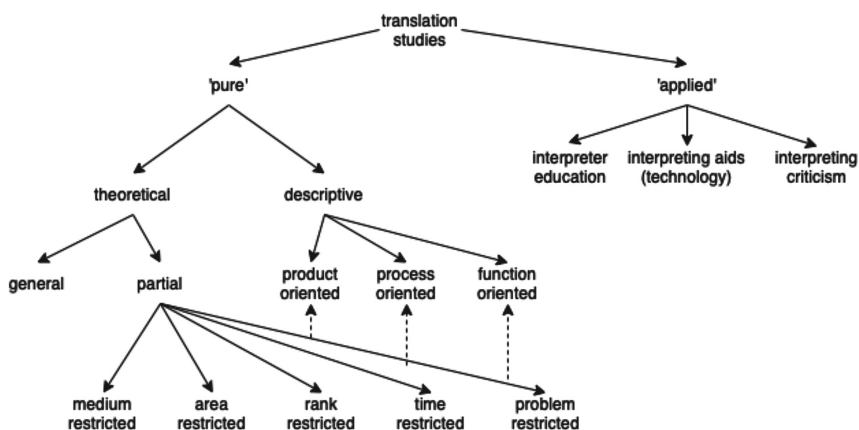 translation
studies
'pure'
'applied'
interpreter
education
interpreting aids
(technology)
interpreting
criticism
theoretical
descriptive
general
partial
product
oriented
process
oriented
function
oriented
medium
restricted
area
restricted
rank
restricted
time
restricted
problem
restricted